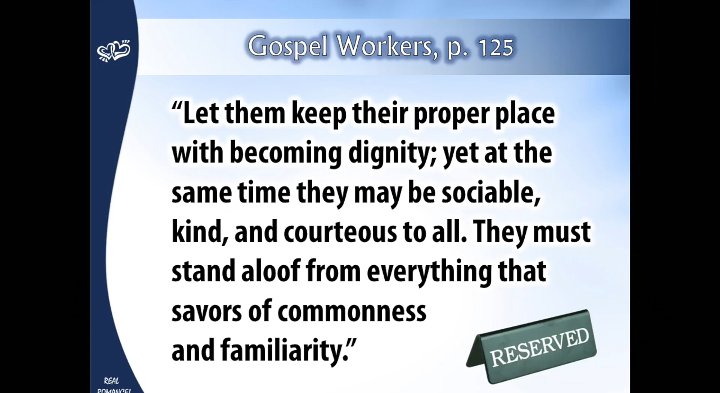 Gospel Workers, p. 125
“Let them keep their proper place
with becoming dignity; yet at the
same time they may be sociable,
kind, and courteous to all. They must
stand aloof from everything that
savors of commonness
and familiarity.”
RESERVED
REAL
ROMANCE!